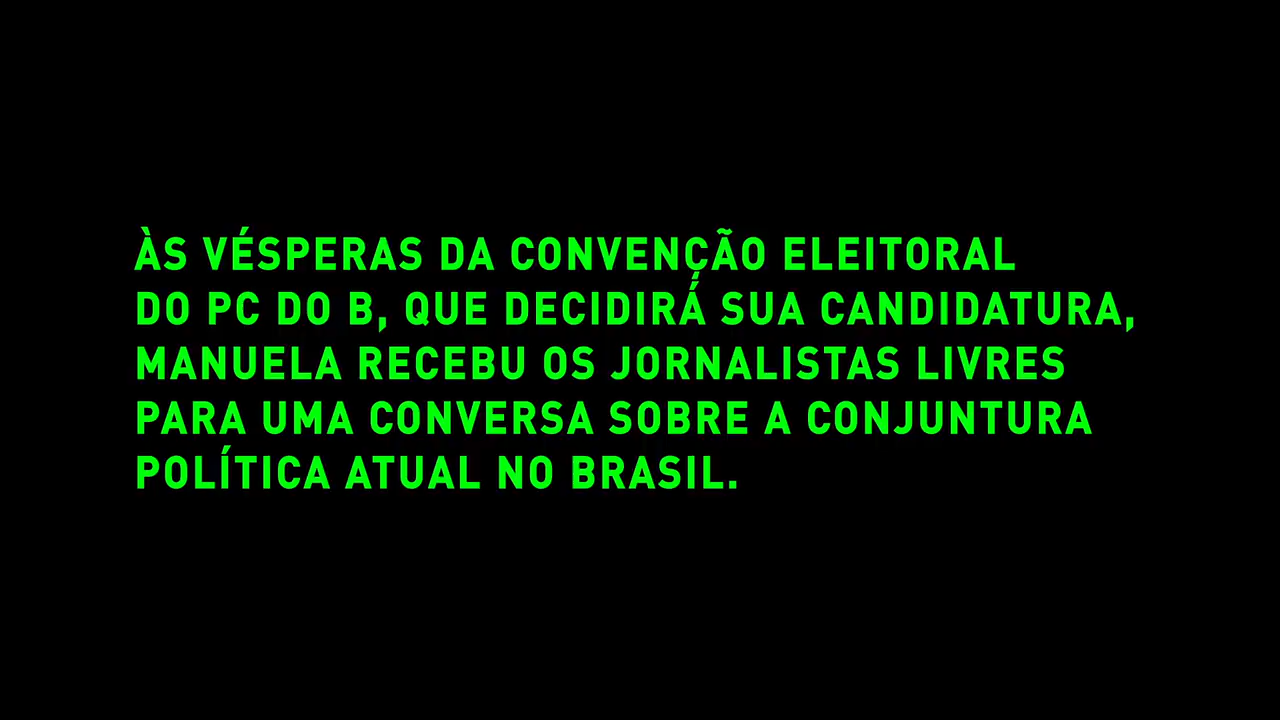 ÀS VÉSPERAS DA CONVENÇÃO ELEITORAL
DO PC DO B, QUE DECIDIRÁ SUA CANDIDATURA,
MANUELA RECEBU OS JORNALISTAS LIVRES
PARA UMA CONVERSA SOBRE A CONJUNTURA
POLÍTICA ATUAL NO BRASIL.